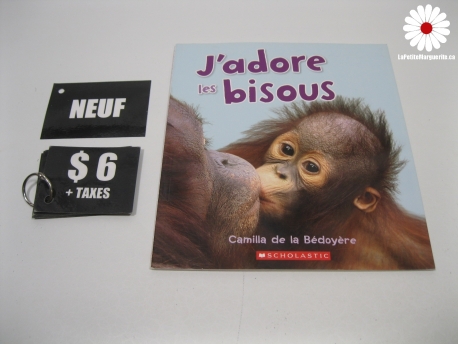 LaPetiteMarguerite.ca
NEUF
$6
+ TAXES
J'adore
les bisous
Camilla de la Bédoyère
SCHOLASTIC